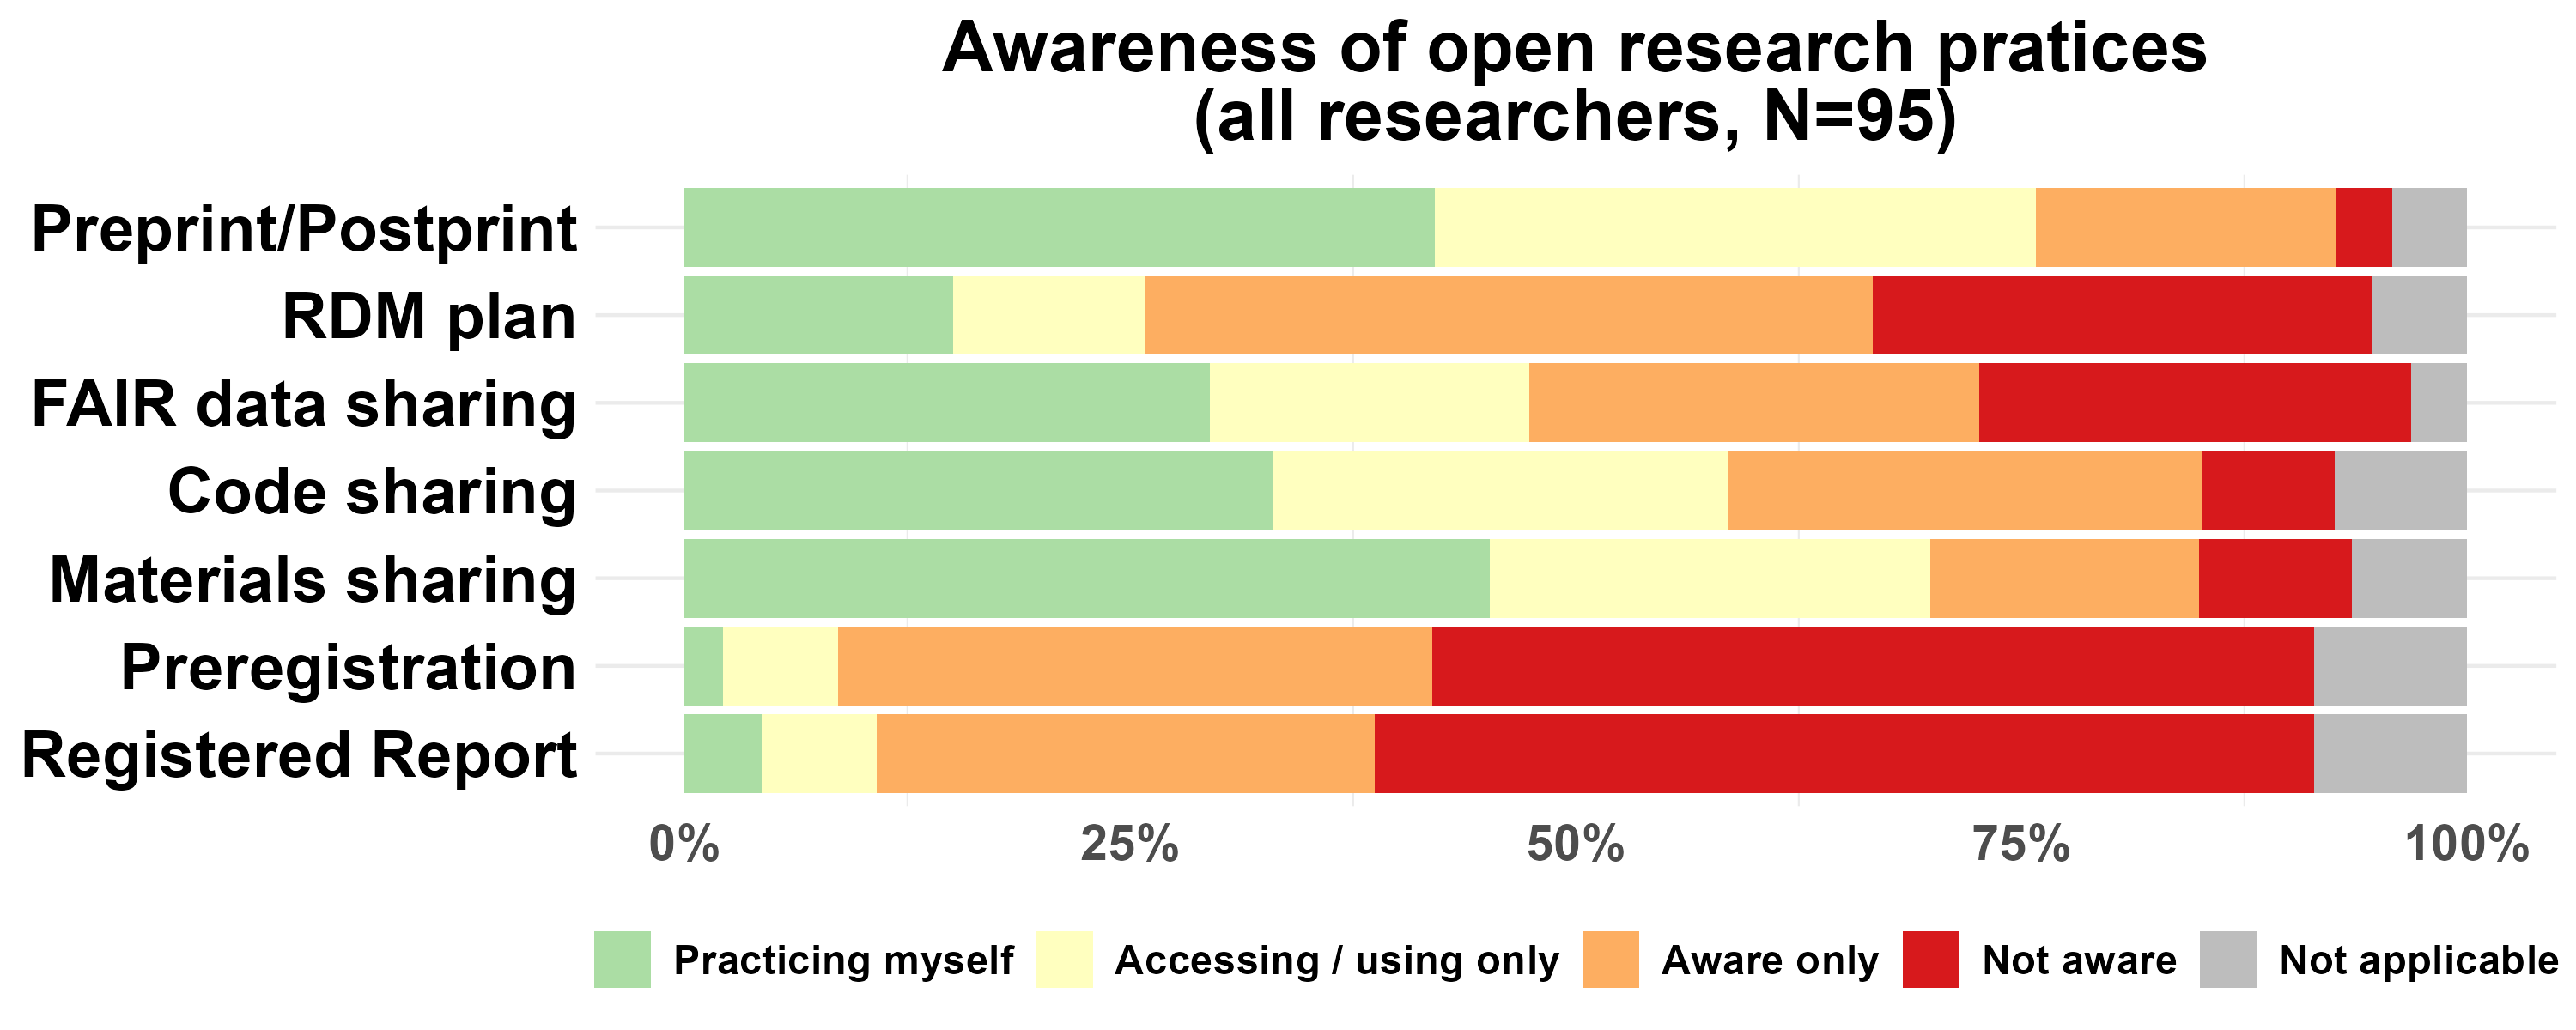 Awareness of open research pratices
(all researchers, N=95)
Preprint/Postprint
RDM plan
FAIR data sharing
Code sharing
Materials sharing
Preregistration
Registered Report
0% 25% 50% 75% 100%
Practicing myself Accessing / using only Aware only Not aware Not applicable